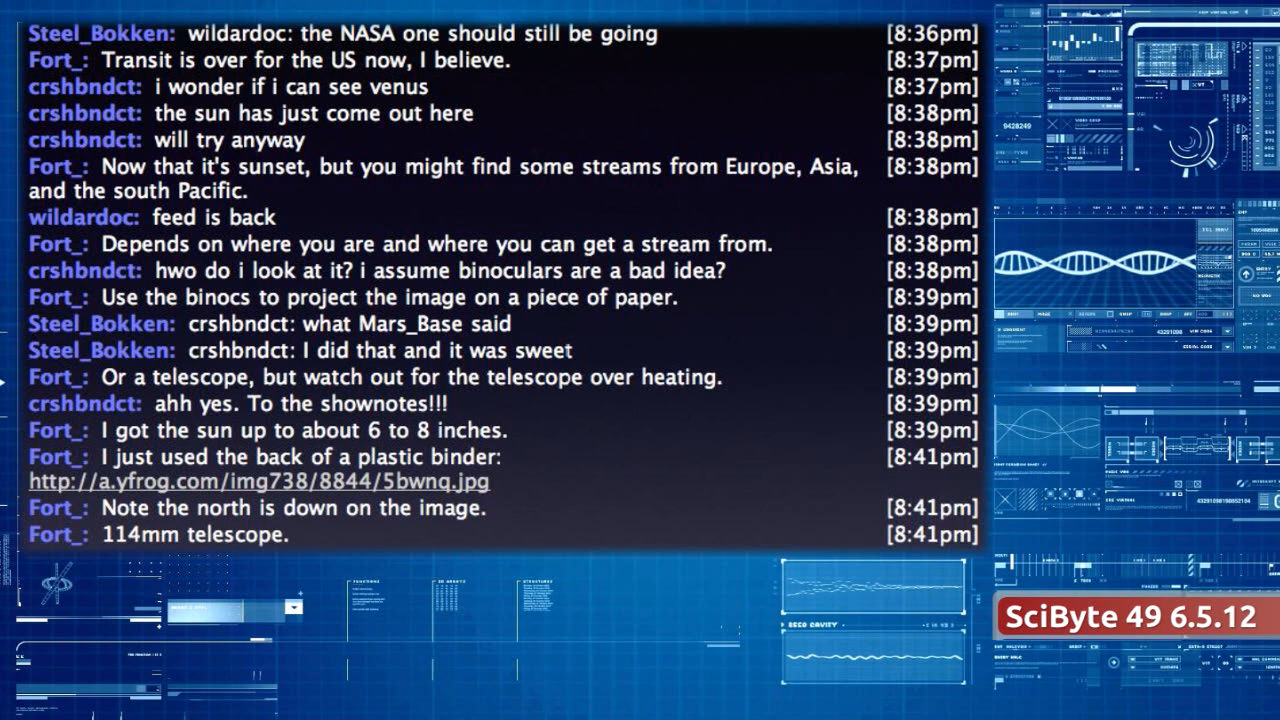 Steel_Bokken: wildardoc: the NASA one should still be going [8:36pm]
Fort_: Transit is over for the US now, I believe. [8:37pm]
crshbndct: i wonder if i can see venus [8:37pm]
crshbndct: the sun has just come out here [8:38pm]
crshbndct: will try anyway [8:38pm]
Fort_: Now that it's sunset, but you might find some streams from Europe, Asia, [8:38pm]
and the south Pacific.
wildardoc: feed is back [8:38pm]
Fort_: Depends on where you are and where you can get a stream from. [8:38pm]
crshbndct: hwo do i look at it? i assume binoculars are a bad idea? [8:38pm]
Fort_: Use the binocs to project the image on a piece of paper. [8:39pm]
Steel_Bokken: crshbndct: what Mars_Base said [8:39pm]
Steel_Bokken: crshbndct: I did that and it was sweet [8:39pm]
Fort_: Or a telescope, but watch out for the telescope over heating. [8:39pm]
crshbndct: ahh yes. To the shownotes!!! [8:39pm]
Fort_: I got the sun up to about 6 to 8 inches. [8:39pm]
Fort_: I just used the back of a plastic binder: [8:41pm]
http://a.yfrog.com/img739/8844/5bwnq.jpg
Fort_: Note the north is down on the image. [8:41pm]
Fort_: 114mm telescope. [8:41pm]
9428249
SciByte 49 6.5.12